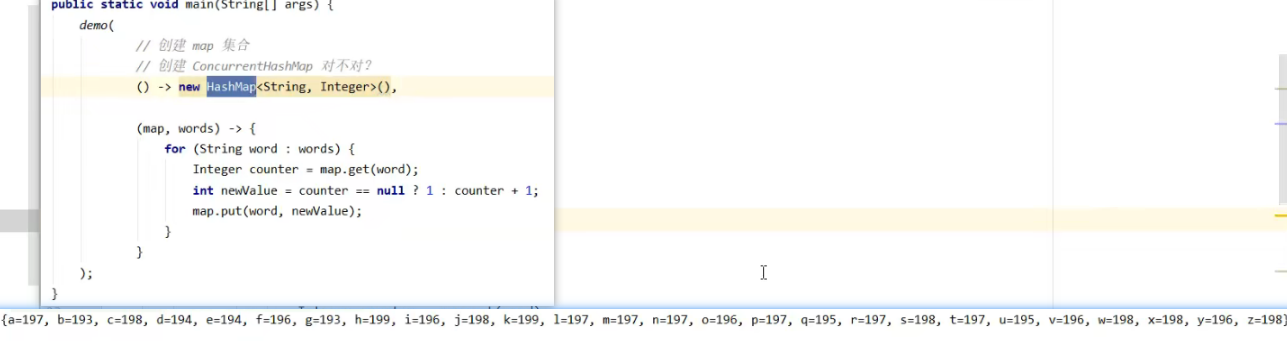 public static void main(String[] args) {
demo(
// 创建 map 集合
// 创建 ConcurrentHashMap 对不对?
() -> new HashMap<String, Integer>(),
(map, words) -> {
for (String word : words) {
Integer counter = map.get(word);
int newValue = counter == null ? 1 : counter + 1;
map.put(word, newValue);
}
}
);
}
{a=197, b=193, c=198, d=194, e=194, f=196, g=193, h=199, i=196, j=198, k=199, l=197, m=197, n=197, o=196, p=197, q=195, r=197, s=198, t=197, u=195, v=196, w=198, x=198, y=196, z=198}